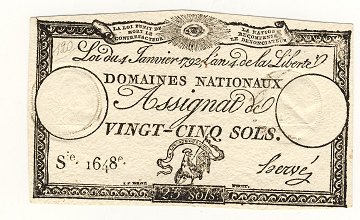 LA LOI PUNIT DE MORT LE CONTREFACTEUR.
LA NATION RÉCOMPENSE LE DÉNONCIATEUR.
Loi du 4 Janvier 1792, L'an 4 de la Liberté
DOMAINES NATIONAUX
Assignat de
VINGT-CINQ SOLS.
Sie. 1648e.
hervé
25 sols.